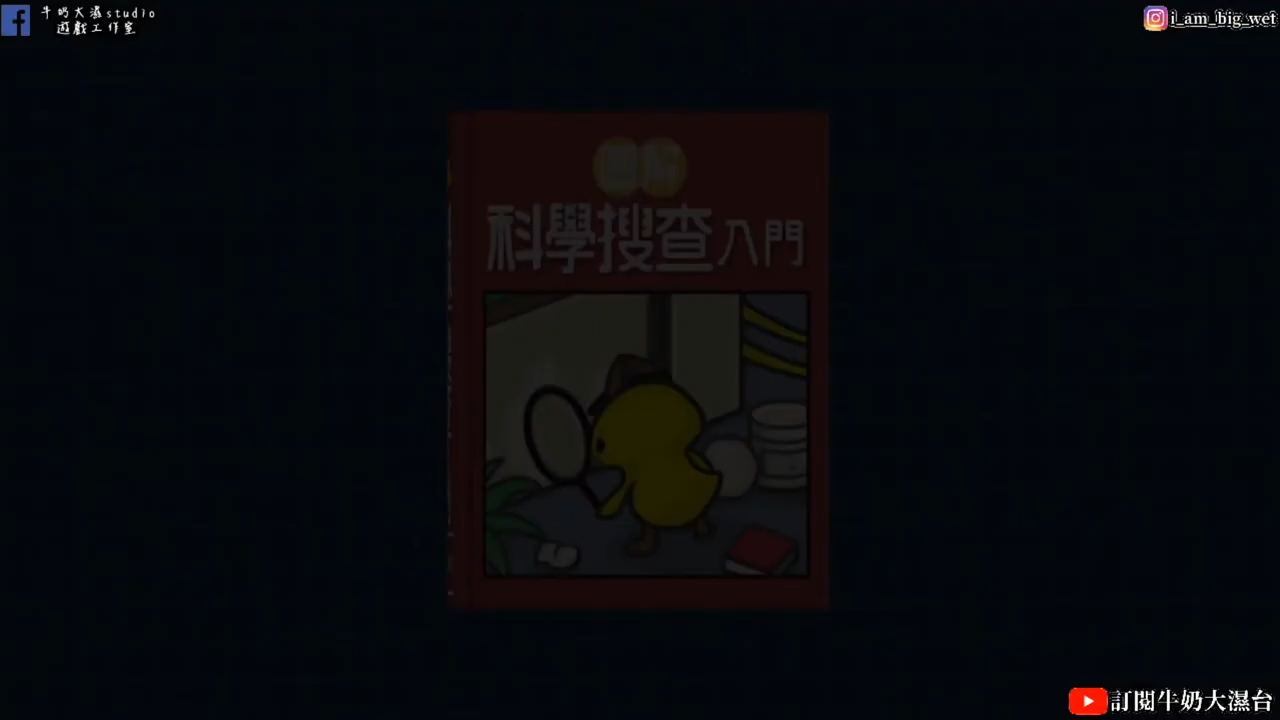 牛奶大濕studio
遊戲工作室
i_am_big_wet
科學搜查入門
訂閱牛奶大濕台